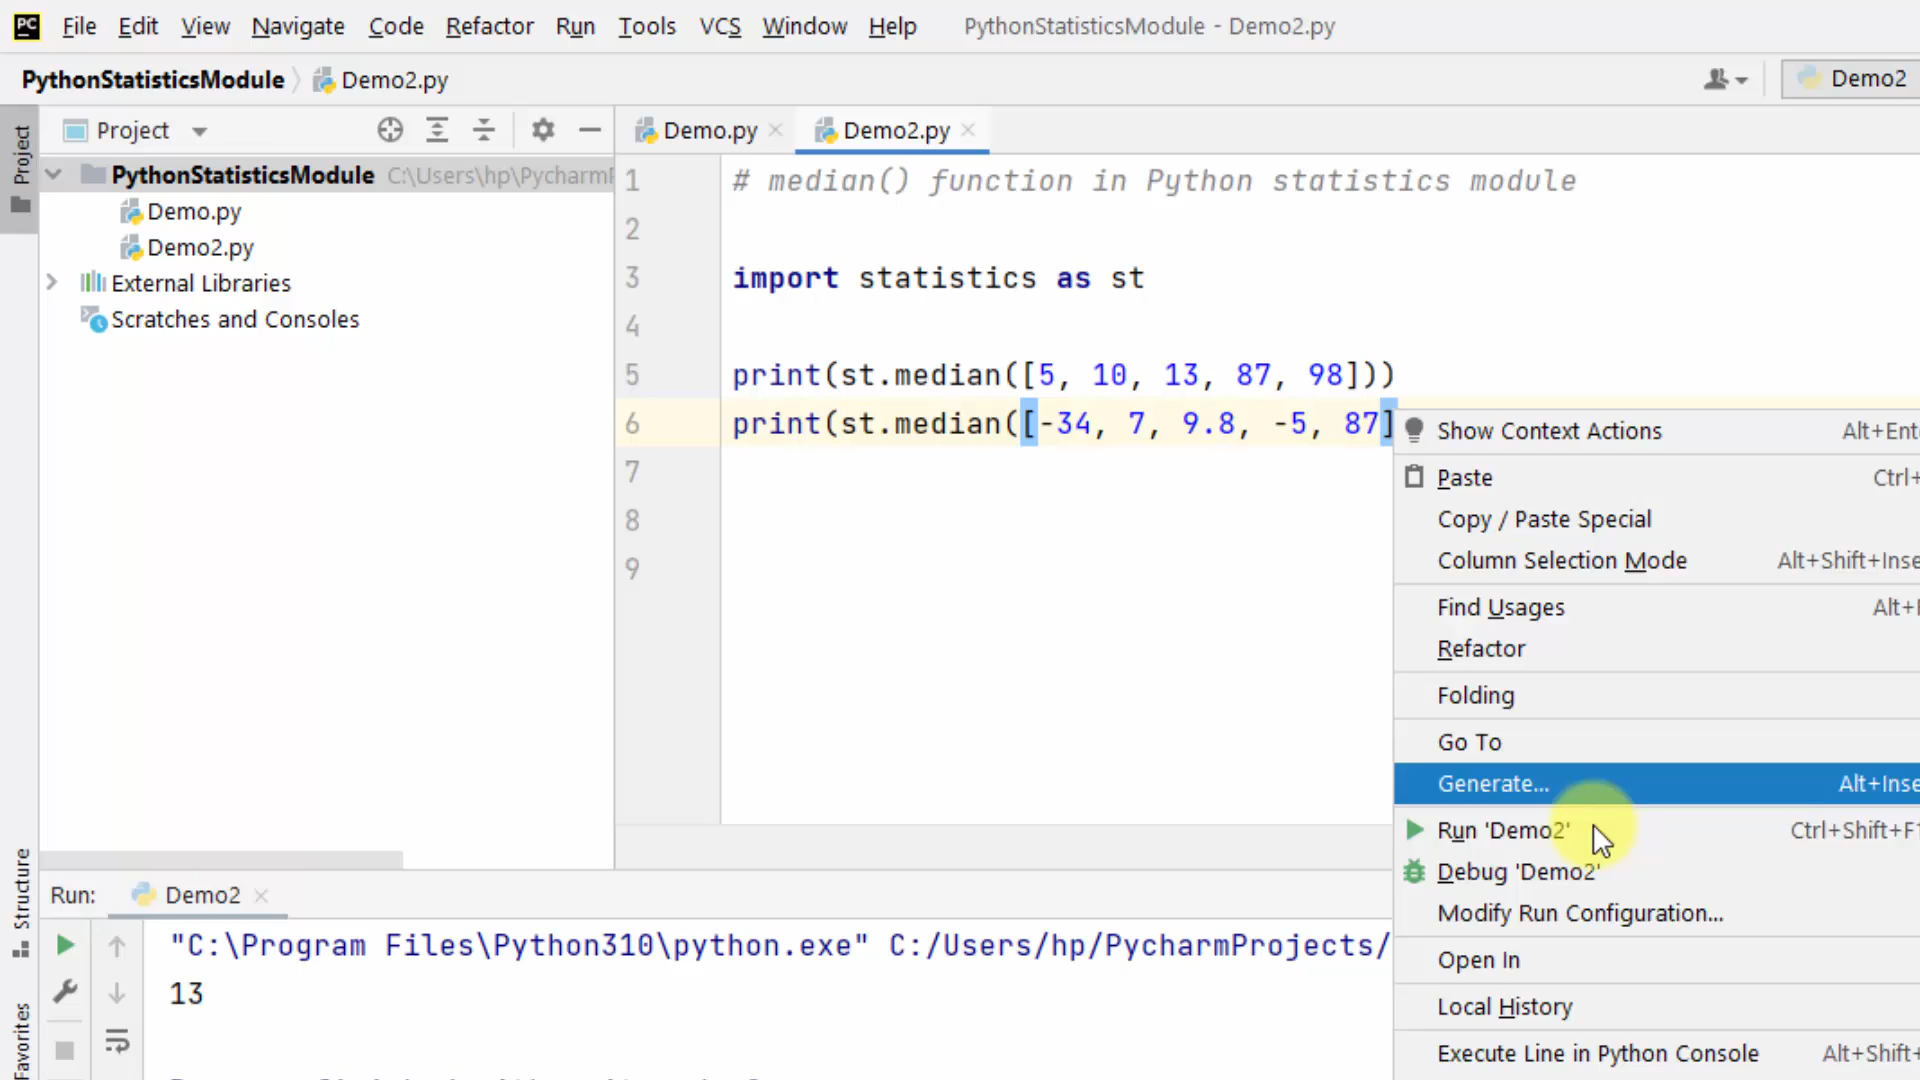 PC File Edit View Navigate Code Refactor Run Tools VCS Window Help PythonStatisticsModule - Demo2.py
PythonStatisticsModule Demo2.py Demo2
Project Project Demo.py Demo2.py
PythonStatisticsModule C:\Users\hp\Pycharm
Demo.py
Demo2.py
External Libraries
Scratches and Consoles
1 # median() function in Python statistics module
2
3 import statistics as st
4
5 print(st.median([5, 10, 13, 87, 98]))
6 print(st.median([-34, 7, 9.8, -5, 87]
7
8
9
Show Context Actions Alt+Ent
Paste Ctrl+
Copy / Paste Special
Column Selection Mode Alt+Shift+Inse
Find Usages Alt+F
Refactor
Folding
Go To
Generate... Alt+Inse
Run 'Demo2' Ctrl+Shift+F1
Debug 'Demo2'
Modify Run Configuration...
Open In
Local History
Execute Line in Python Console Alt+Shift+
Structure
Favorites
Run: Demo2
"C:\Program Files\Python310\python.exe" C:/Users/hp/PycharmProjects/
13